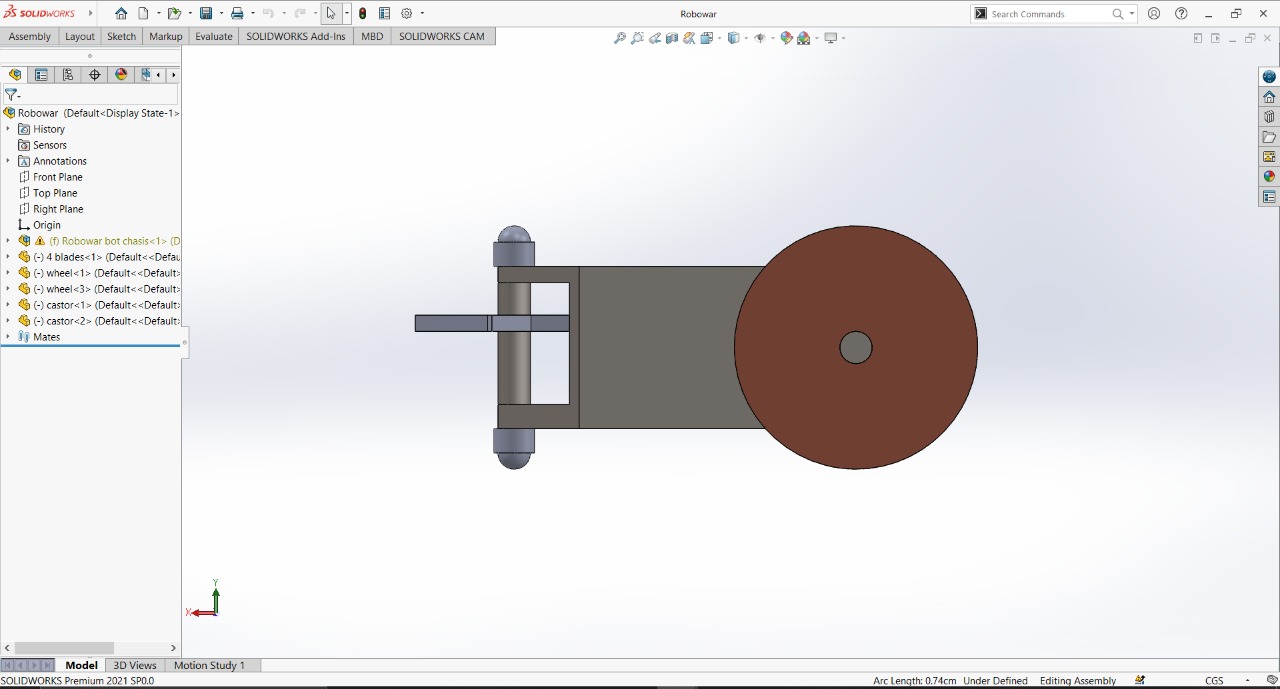 SOLIDWORKS
Robowar
Search Commands
Assembly Layout Sketch Markup Evaluate SOLIDWORKS Add-Ins MBD SOLIDWORKS CAM
Robowar (Default<Display State-1>
History
Sensors
Annotations
Front Plane
Top Plane
Right Plane
Origin
(f) Robowar bot chasis<1> (D
(-) 4 blades<1> (Default<<Defau
(-) wheel<1> (Default<<Default>
(-) wheel<3> (Default<<Default>
(-) castor<1> (Default<<Default>
(-) castor<2> (Default<<Default>
Mates
Y
X
Model 3D Views Motion Study 1
SOLIDWORKS Premium 2021 SP0.0
Arc Length: 0.74cm Under Defined Editing Assembly CGS